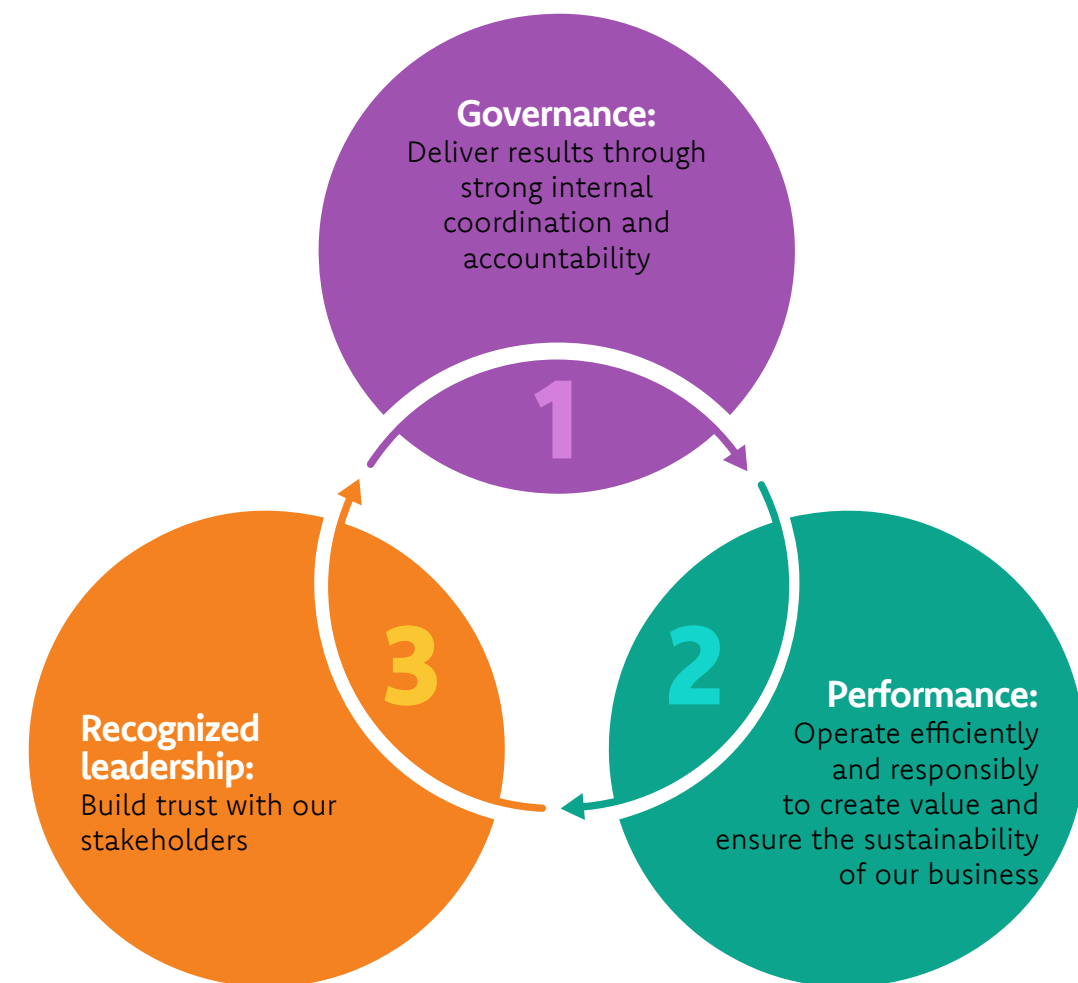 Governance:
Deliver results through
strong internal
coordination and
accountability
1
2
Performance:
Operate efficiently
and responsibly
to create value and
ensure the sustainability
of our business
3
Recognized
leadership:
Build trust with our
stakeholders